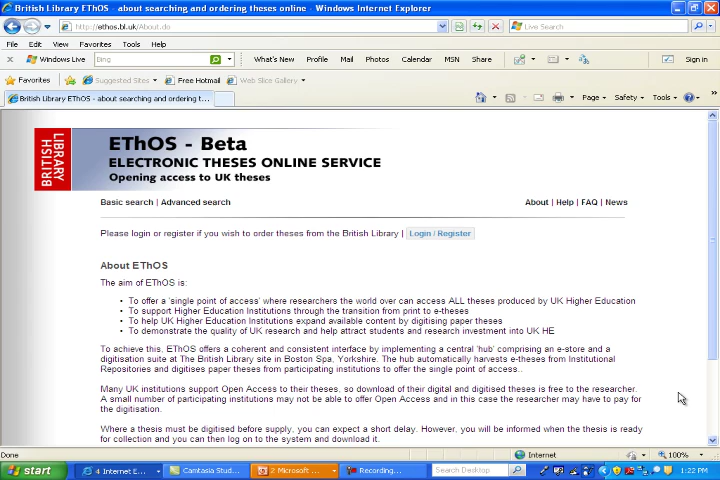 British Library EThOS - about searching and ordering theses online - Windows Internet Explorer
http://ethos.bl.uk/About.do
Live Search
File Edit View Favorites Tools Help
Windows Live Bing What's New Profile Mail Photos Calendar MSN Share Sign in
Favorites Suggested Sites Free Hotmail Web Slice Gallery
British Library EThOS - about searching and ordering t... Page Safety Tools
BRITISH LIBRARY
EThOS - Beta
ELECTRONIC THESES ONLINE SERVICE
Opening access to UK theses
Basic search | Advanced search About | Help | FAQ | News
Please login or register if you wish to order theses from the British Library | Login / Register
About EThOS
The aim of EThOS is:
• To offer a 'single point of access' where researchers the world over can access ALL theses produced by UK Higher Education
• To support Higher Education Institutions through the transition from print to e-theses
• To help UK Higher Education Institutions expand available content by digitising paper theses
• To demonstrate the quality of UK research and help attract students and research investment into UK HE
To achieve this, EThOS offers a coherent and consistent interface by implementing a central 'hub' comprising an e-store and a
digitisation suite at The British Library site in Boston Spa, Yorkshire. The hub automatically harvests e-theses from Institutional
Repositories and digitises paper theses from participating institutions to offer the single point of access..
Many UK institutions support Open Access to their theses, so download of their digital and digitised theses is free to the researcher.
A small number of participating institutions may not be able to offer Open Access and in this case the researcher may have to pay for
the digitisation.
Where a thesis must be digitised before supply, you can expect a short delay. However, you will be informed when the thesis is ready
for collection and you can then log on to the system and download it.
Done Internet 100%
start 4 Internet E... Camtasia Stud... 2 Microsoft ... Recording... Search Desktop 1:22 PM